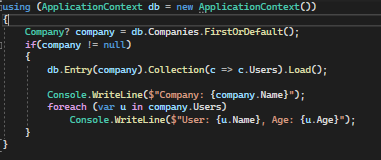 using (ApplicationContext db = new ApplicationContext())
{
    Company? company = db.Companies.FirstOrDefault();
    if(company != null)
    {
        db.Entry(company).Collection(c => c.Users).Load();

        Console.WriteLine($"Company: {company.Name}");
        foreach (var u in company.Users)
            Console.WriteLine($"User: {u.Name}, Age: {u.Age}");
    }
}